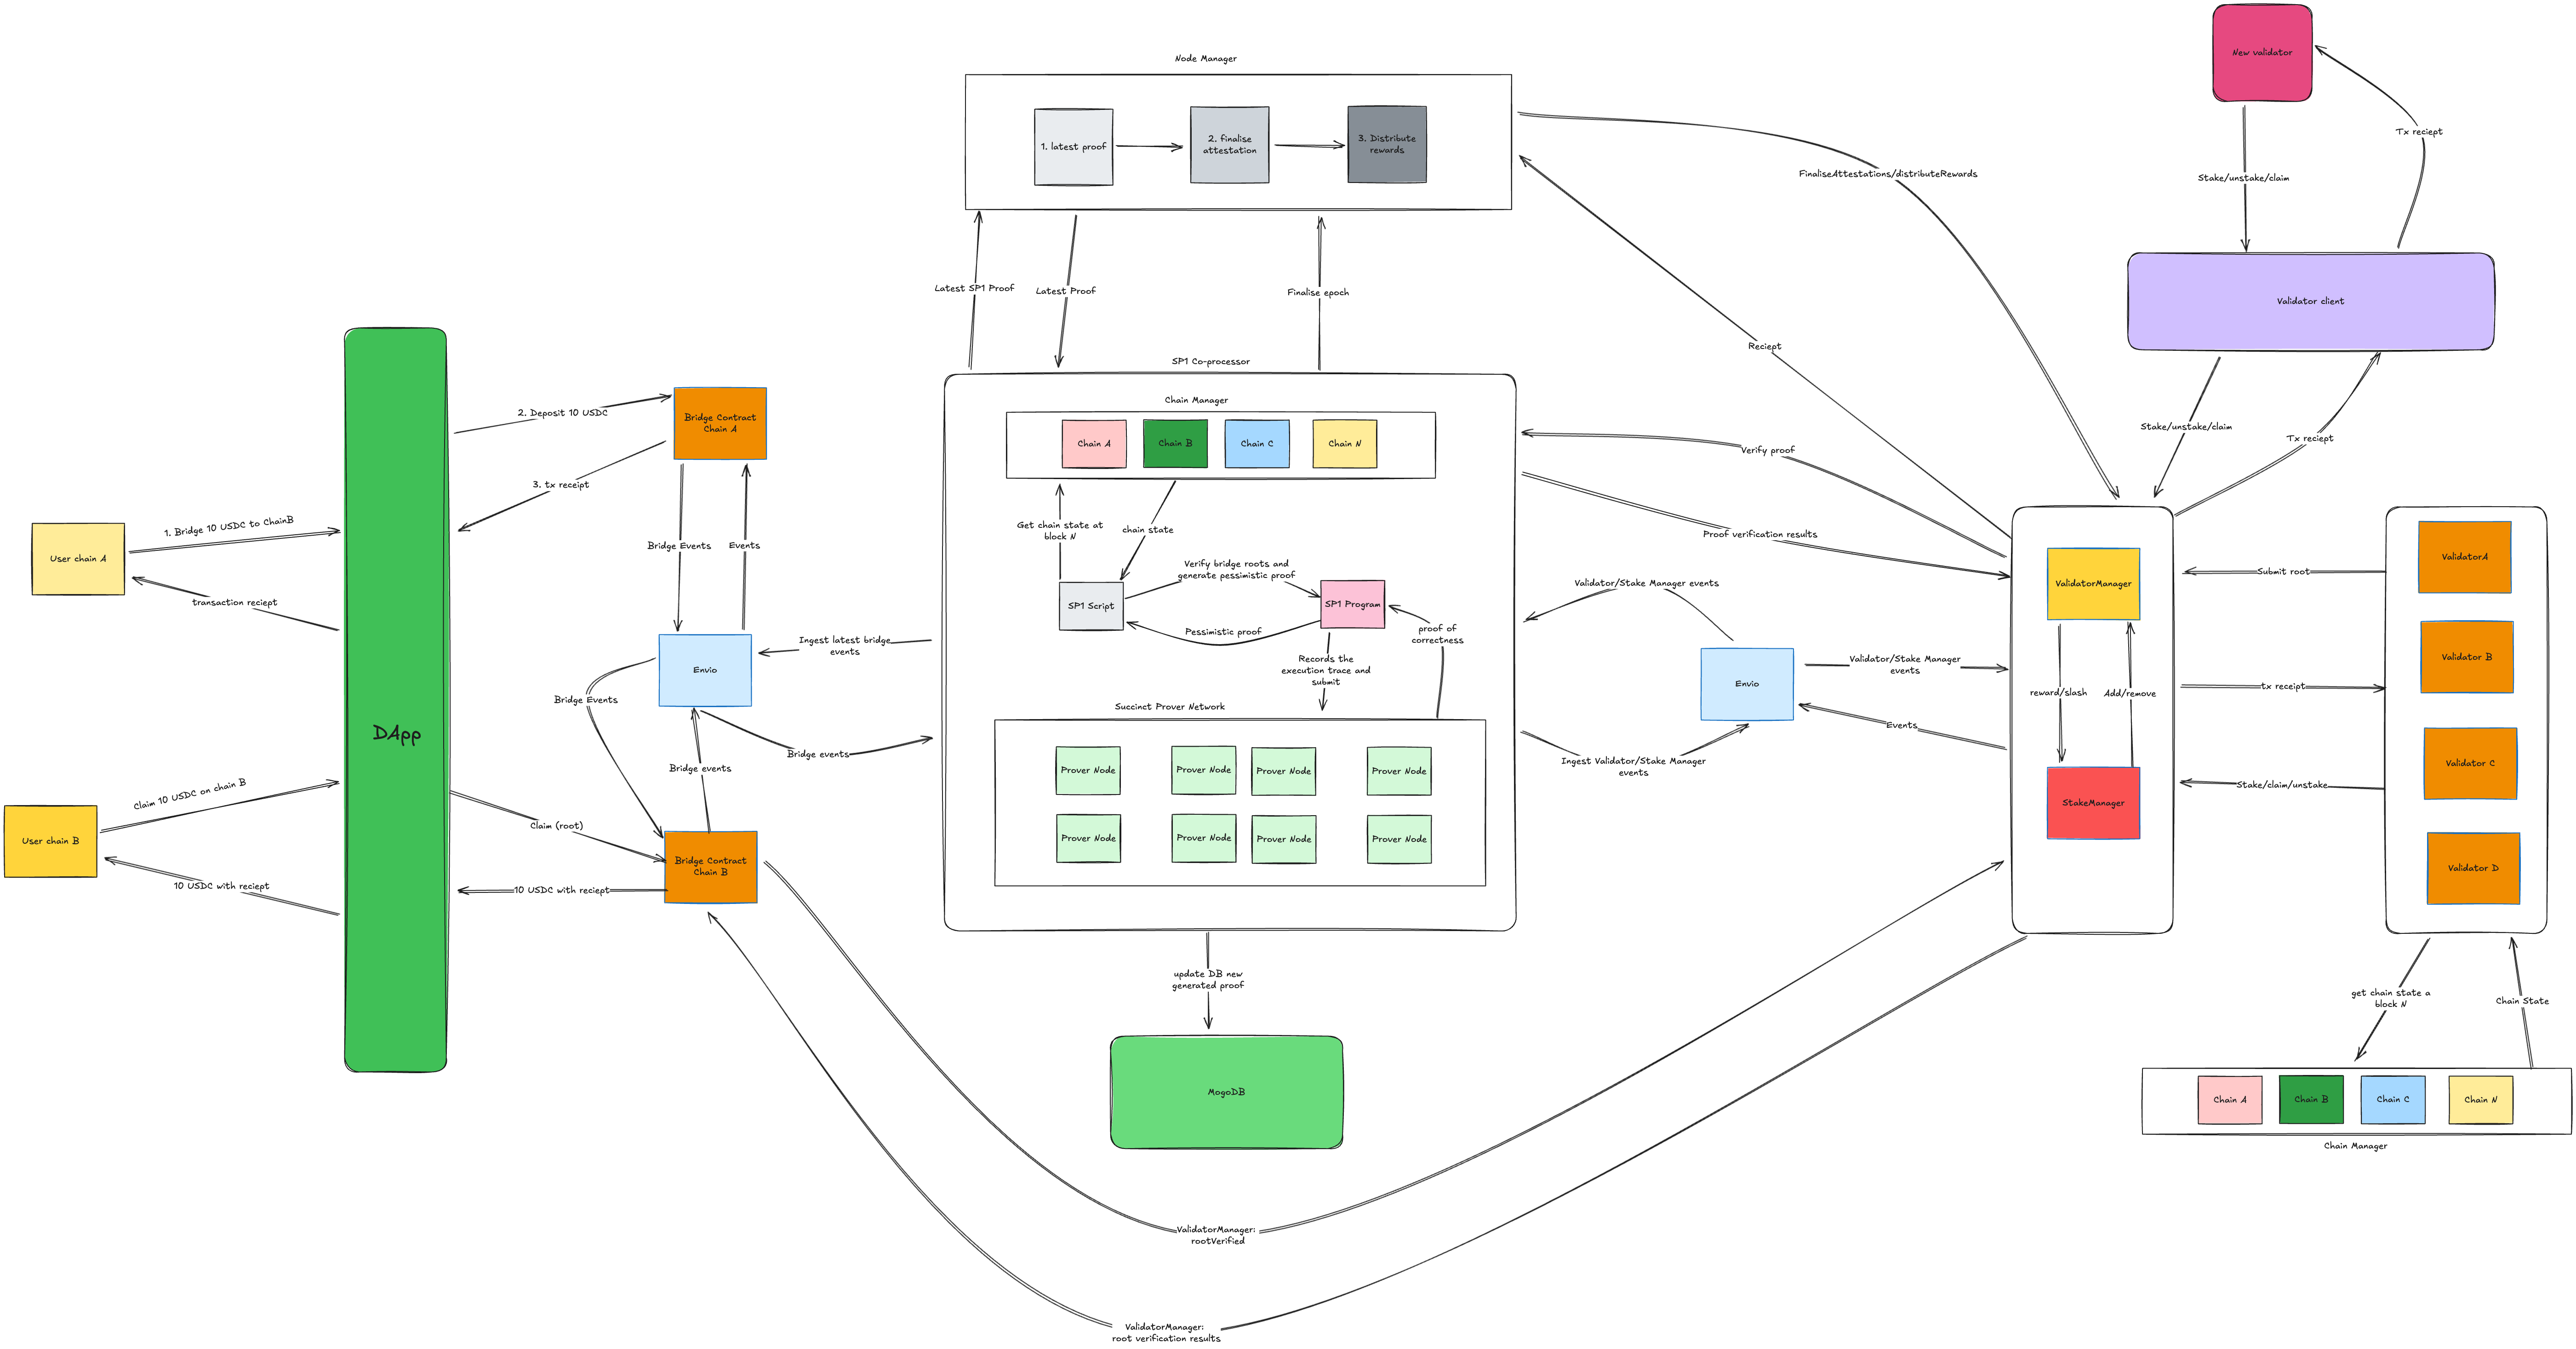 New validator
Node Manager
1. latest proof
2. finalise
attestation
3. Distribute
rewards
Tx reciept
FinaliseAttestations/distributeRewards
Stake/unstake/claim
Latest SP1 Proof
Latest Proof
Finalise epoch
Validator client
Reciept
SP1 Co-processor
Chain Manager
Chain A
Chain B
Chain C
Chain N
2. Deposit 10 USDC
Bridge Contract
Chain A
Stake/unstake/claim
Tx reciept
Verify proof
3. tx receipt
1. Bridge 10 USDC to ChainB
Get chain state at
block N
chain state
Proof verification results
User chain A
Bridge Events
Events
Verify bridge roots and
generate pessimistic proof
ValidatorA
Submit root
Validator/Stake Manager events
ValidatorManager
transaction reciept
SP1 Script
SP1 Program
Pessimistic proof
proof of
correctness
Ingest latest bridge
events
Envio
Records the
execution trace and
submit
Validator/Stake Manager
events
Envio
Validator B
tx receipt
reward/slash
Add/remove
Bridge Events
Succinct Prover Network
Events
DApp
Bridge events
Bridge events
Ingest Validator/Stake Manager
events
Prover Node
Prover Node
Prover Node
Prover Node
Validator C
Stake/claim/unstake
Claim 10 USDC on chain B
StakeManager
Claim (root)
User chain B
Prover Node
Prover Node
Prover Node
Prover Node
Bridge Contract
Chain B
Validator D
10 USDC with reciept
10 USDC with reciept
update DB new
generated proof
get chain state a
block N
Chain State
MogoDB
Chain A
Chain B
Chain C
Chain N
Chain Manager
ValidatorManager:
rootVerified
ValidatorManager:
root verification results